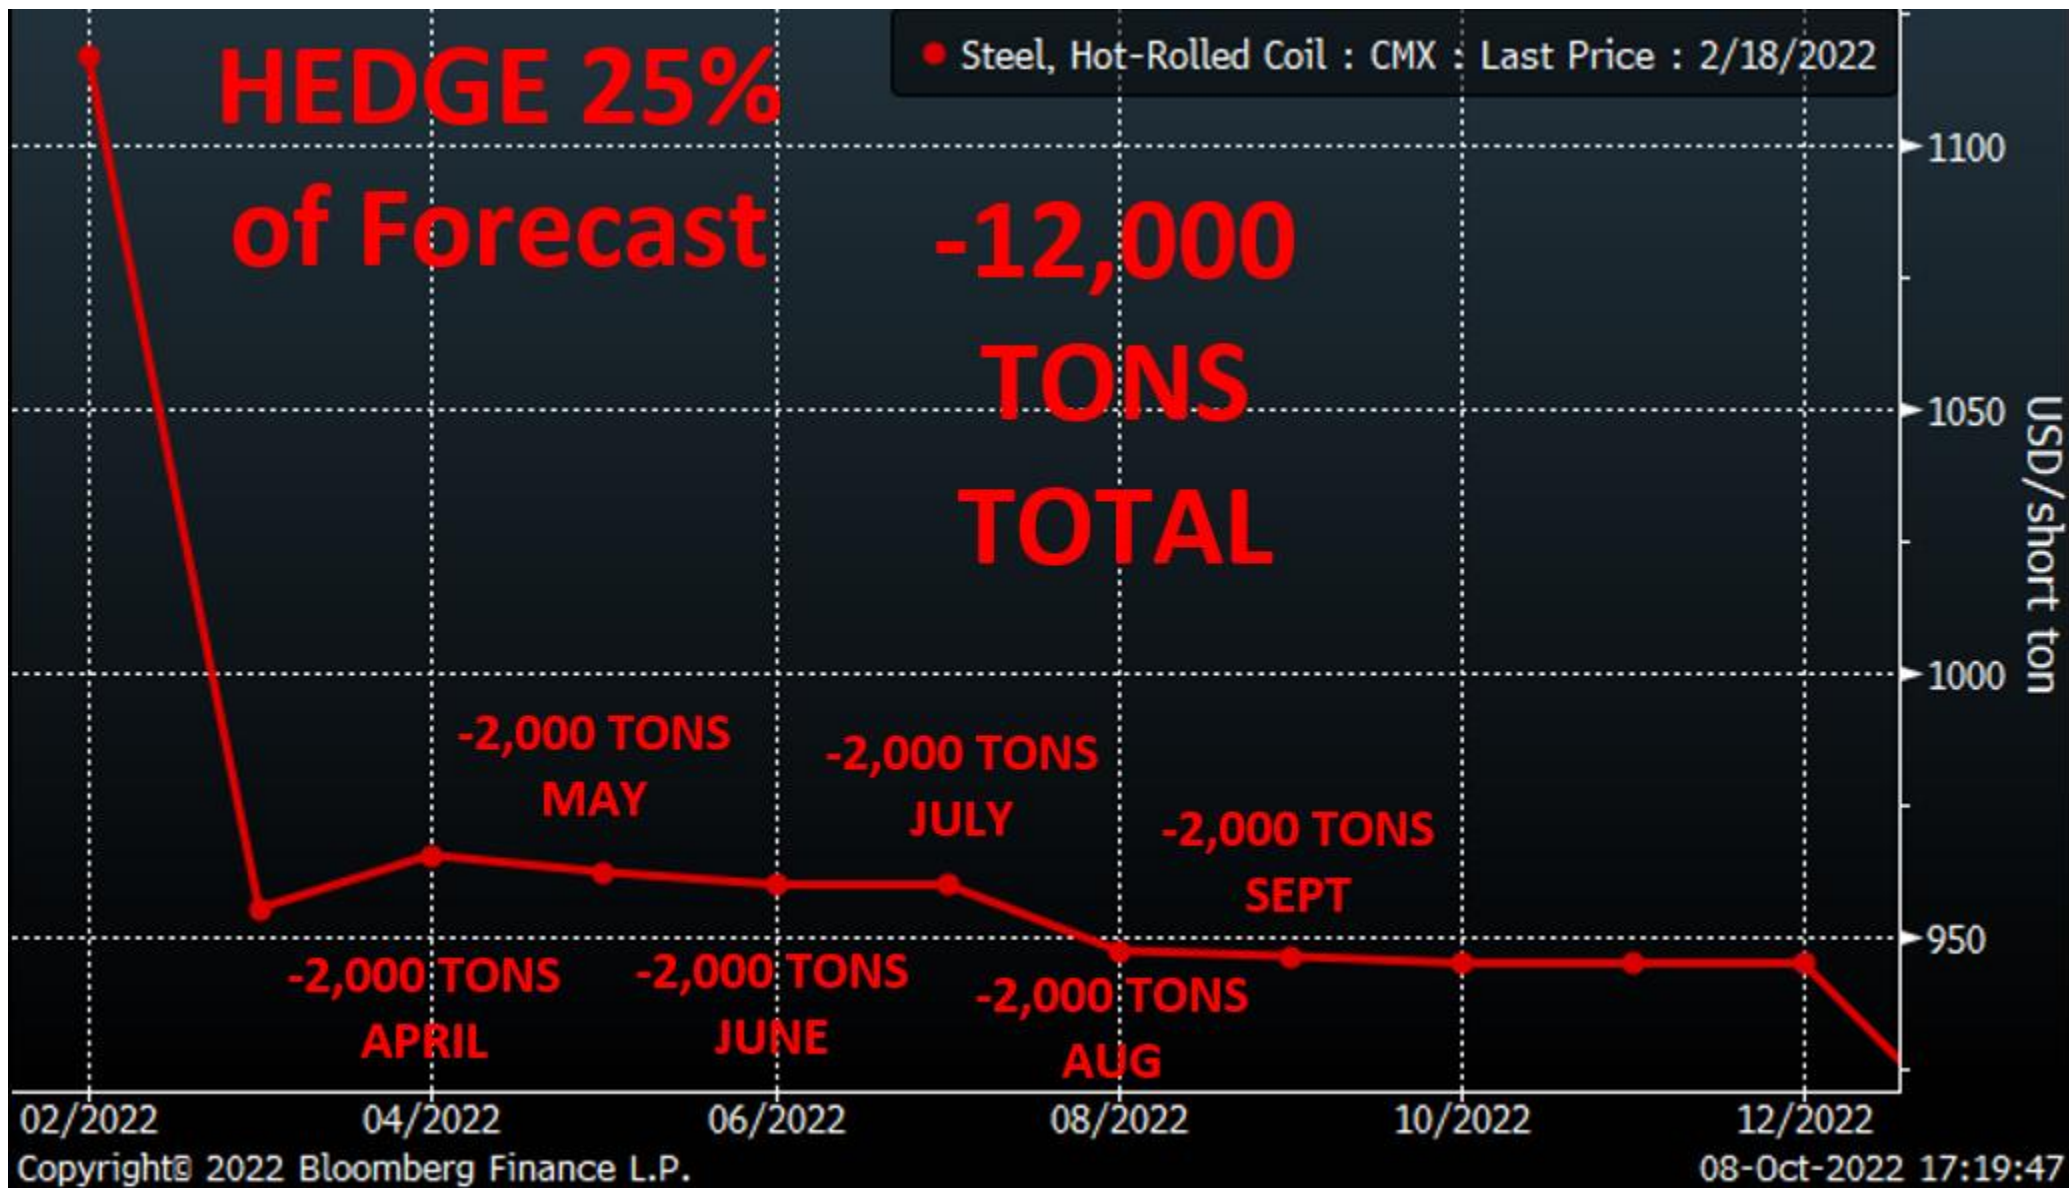 HEDGE 25%
of Forecast
Steel, Hot-Rolled Coil : CMX : Last Price : 2/18/2022
-12,000
TONS
TOTAL
1100
1050
1000
950
USD/short ton
-2,000 TONS
MAY
-2,000 TONS
JULY
-2,000 TONS
SEPT
-2,000 TONS
APRIL
-2,000 TONS
JUNE
-2,000 TONS
AUG
02/2022 04/2022 06/2022 08/2022 10/2022 12/2022
Copyright© 2022 Bloomberg Finance L.P. 08-Oct-2022 17:19:47